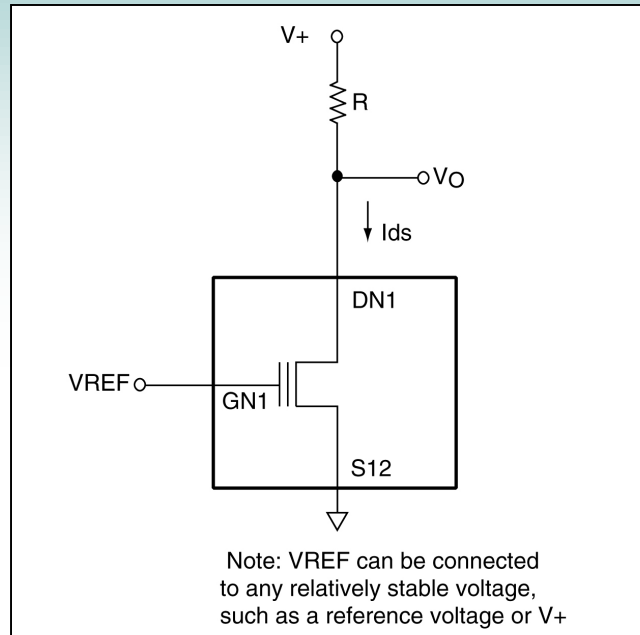 V+
R
VO
Ids
DN1
VREF
GN1
S12
Note: VREF can be connected
to any relatively stable voltage,
such as a reference voltage or V+